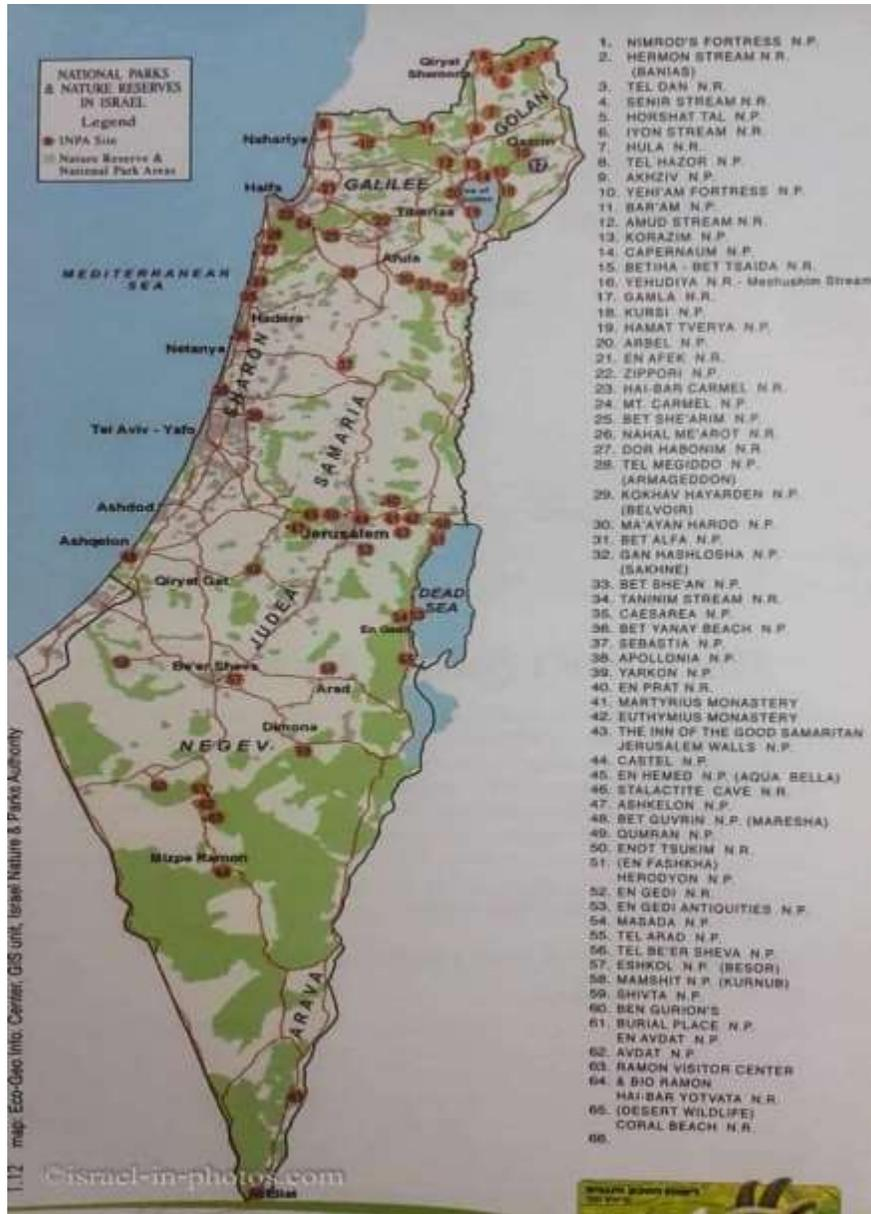 NATIONAL PARKS
& NATURE RESERVES
IN ISRAEL
Legend
INPA Site
Nature Reserve &
National Park Areas
Qiryat
Shemona
GOLAN
Nahariye
Qazrin
Haifa
GALILEE
Tiberias
Afula
MEDITERRANEAN
SEA
Hadera
Netanya
SHARON
SAMARIA
Tel Aviv - Yafo
Ashdod
Jerusalem
Ashqelon
Qiryat Gat
JUDEA
DEAD
SEA
En Gedi
Be'er Sheva
Arad
Dimona
NEGEV
Mizpe Ramon
ARAVA
Eilat
1. NIMROD'S FORTRESS N.P.
2. HERMON STREAM N.R.
(BANIAS)
3. TEL DAN N.R.
4. SENIR STREAM N.R.
5. HORSHAT TAL N.P.
6. IYON STREAM N.R.
7. HULA N.R.
8. TEL HAZOR N.P.
9. AKHZIV N.P.
10. YEHI'AM FORTRESS N.P.
11. BAR'AM N.P.
12. AMUD STREAM N.R.
13. KORAZIM N.P.
14. CAPERNAUM N.P.
15. BETIHA - BET TSAIDA N.R.
16. YEHUDIYA N.R - Meshushim Stream
17. GAMLA N.R.
18. KURSI N.P.
19. HAMAT TVERYA N.P.
20. ARBEL N.P.
21. EN AFEK N.R.
22. ZIPPORI N.P.
23. HAI-BAR CARMEL N.R.
24. MT. CARMEL N.P.
25. BET SHE'ARIM N.P.
26. NAHAL ME'AROT N.R.
27. DOR HABONIM N.R
28. TEL MEGIDDO N.P.
(ARMAGEDDON)
29. KOKHAV HAYARDEN N.P.
(BELVOIR)
30. MA'AYAN HAROD N.P.
31. BET ALFA N.P.
32. GAN HASHLOSHA N.P.
(SAKHNE)
33. BET SHE'AN N.P.
34. TANINIM STREAM N.R.
35. CAESAREA N.P.
36. BET YANAY BEACH N.P.
37. SEBASTIA N.P.
38. APOLLONIA N.P.
39. YARKON N.P.
40. EN PRAT N.R.
41. MARTYRIUS MONASTERY
42. EUTHYMIUS MONASTERY
43. THE INN OF THE GOOD SAMARITAN
JERUSALEM WALLS N.P.
44. CASTEL N.P.
45. EN HEMED N.P. (AQUA BELLA)
46. STALACTITE CAVE N.R.
47. ASHKELON N.P.
48. BET GUVRIN N.P. (MARESHA)
49. QUMRAN N.P.
50. ENOT TSUKIM N.R.
51. (EN FASHKHA)
HERODYON N.P.
52. EN GEDI N.R.
53. EN GEDI ANTIQUITIES N.P.
54. MASADA N.P.
55. TEL ARAD N.P.
56. TEL BE'ER SHEVA N.P.
57. ESHKOL N.P. (BESOR)
58. MAMSHIT N.P. (KURNUB)
59. SHIVTA N.P.
60. BEN GURION'S
61. BURIAL PLACE N.P.
EN AVDAT N.P.
62. AVDAT N.P
63. RAMON VISITOR CENTER
64. & BIO RAMON
HAI-BAR YOTVATA N.R.
65. (DESERT WILDLIFE)
CORAL BEACH N.R.
66.
1.12 map: Eco-Geo Info. Center, GIS unit, Israel Nature & Parks Authority
©israel-in-photos.com